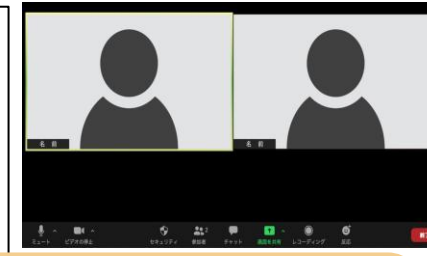 名 前
名 前
ミュート
ビデオの停止
セキュリティ
参加者
2
チャット
画面を共有
レコーディング
反応